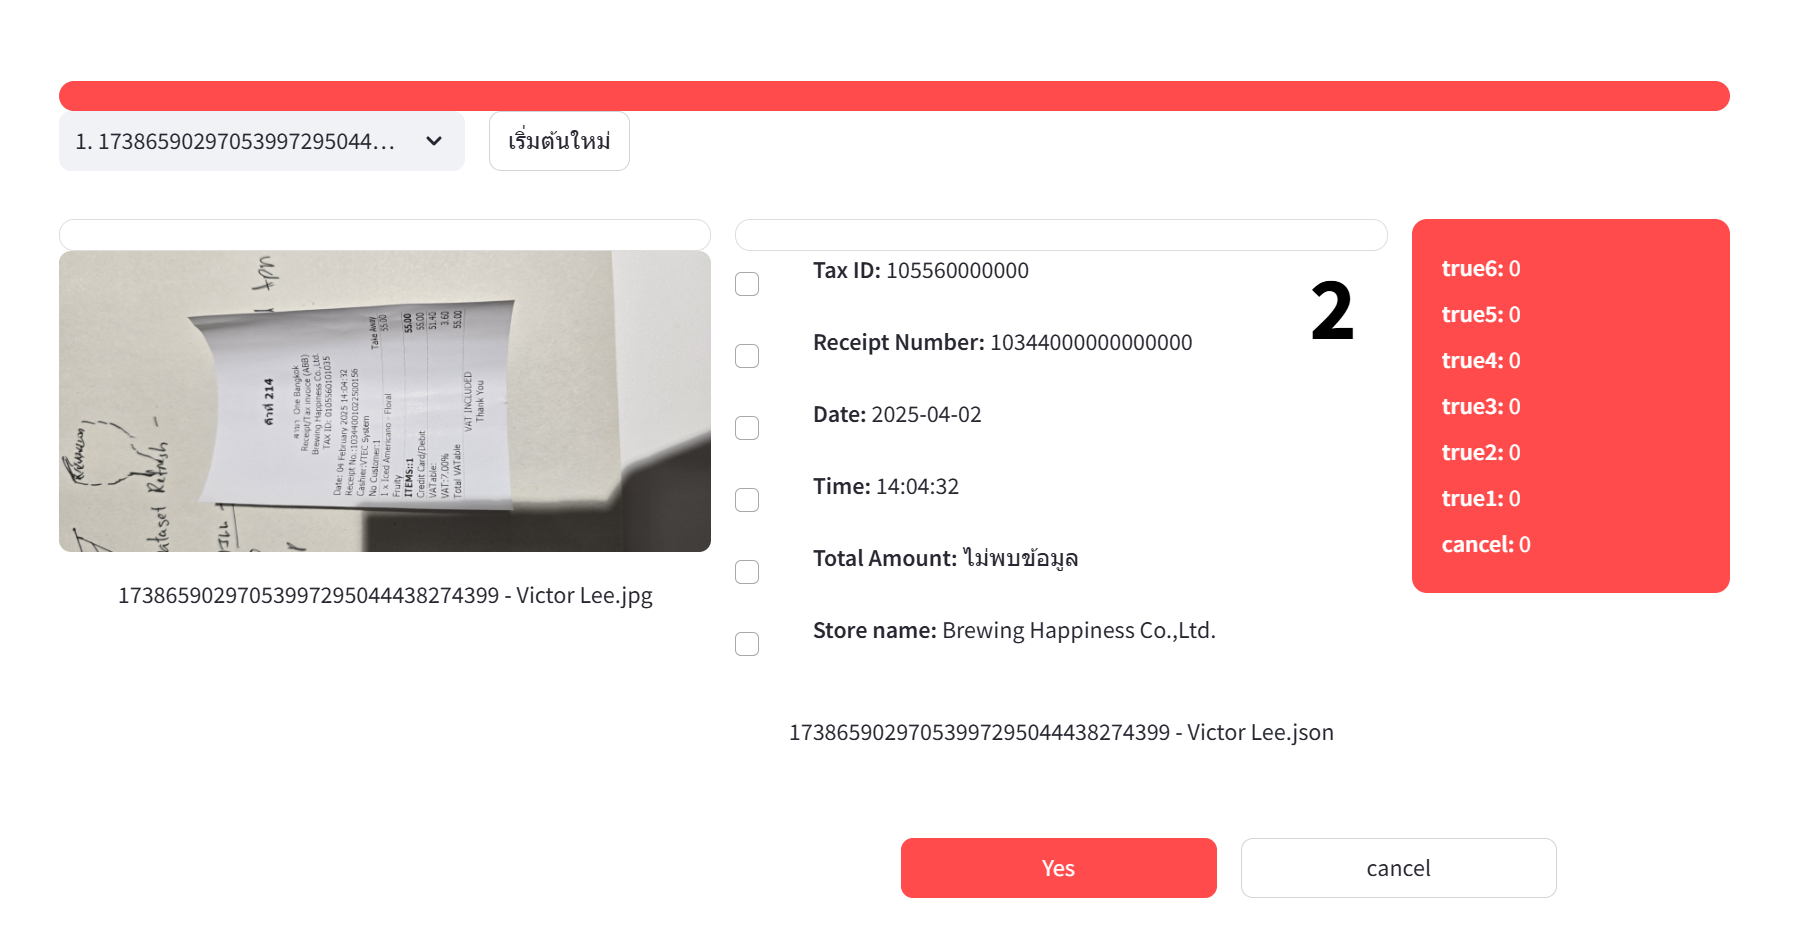 1. 17386590297053997295044...
เริ่มต้นใหม่
คาเฟ่ 214
สาขา One Bangkok
Receipt/Tax invoice (ABB)
Brewing Happiness Co.,Ltd.
TAX ID: 0105560101035
Take Away
Date: 04 February 2025 14:04:32
Receipt No.:1034400102250015​6
Cashier:VTEC System
No Customer:1
1 x Iced Americano - Floral 55.00
Fruity
ITEMS::1 55.00
Credit Card/Debit 55.00
VATable: 51.40
VAT:7.00% 3.60
Total VATable 55.00
VAT INCLUDED
Thank You
Dataset Refresh -
17386590297053997295044438274399 - Victor Lee.jpg
Tax ID: 105560000000
Receipt Number: 10344000000000000
Date: 2025-04-02
Time: 14:04:32
Total Amount: ไม่พบข้อมูล
Store name: Brewing Happiness Co.,Ltd.
2
17386590297053997295044438274399 - Victor Lee.json
true6: 0
true5: 0
true4: 0
true3: 0
true2: 0
true1: 0
cancel: 0
Yes
cancel